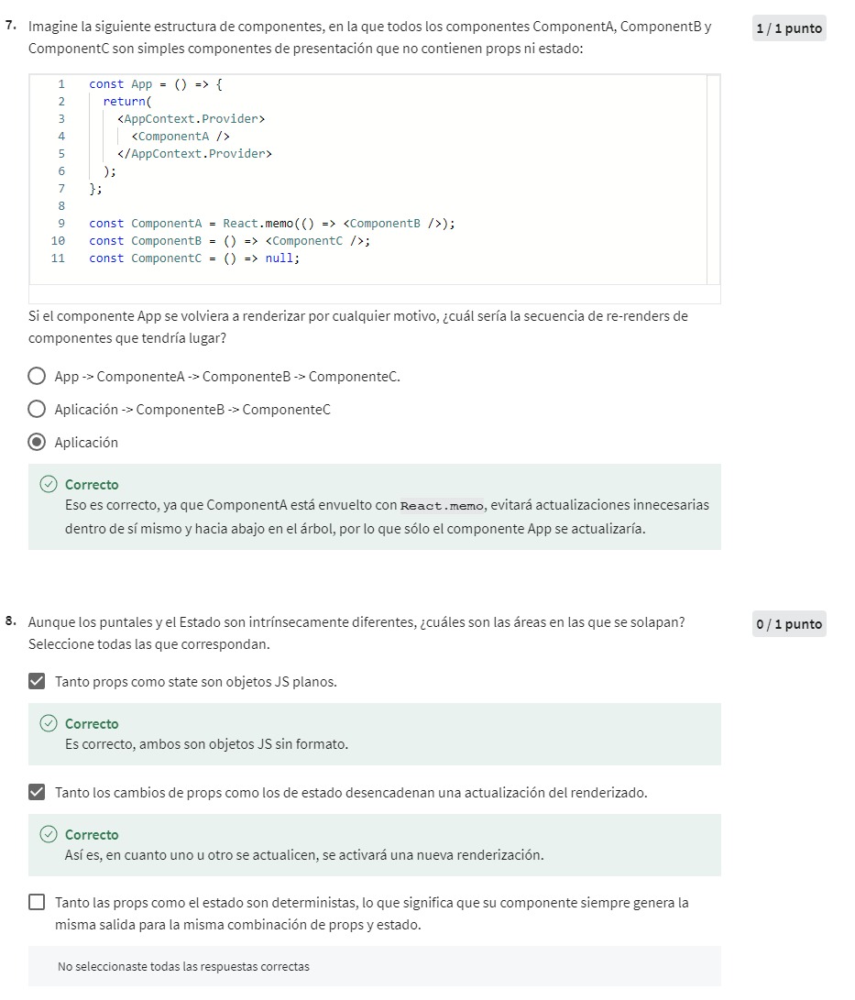 7. Imagine la siguiente estructura de componentes, en la que todos los componentes ComponentA, ComponentB y
1 / 1 punto
ComponentC son simples componentes de presentación que no contienen props ni estado:
1 const App = () => {
2 return(
3 <AppContext.Provider>
4 <ComponentA />
5 </AppContext.Provider>
6 );
7 };
8
9 const ComponentA = React.memo(() => <ComponentB />);
10 const ComponentB = () => <ComponentC />;
11 const ComponentC = () => null;
Si el componente App se volviera a renderizar por cualquier motivo, ¿cuál sería la secuencia de re-renders de
componentes que tendría lugar?
App -> ComponenteA -> ComponenteB -> ComponenteC.
Aplicación -> ComponenteB -> ComponenteC
Aplicación
Correcto
Eso es correcto, ya que ComponentA está envuelto con React.memo, evitará actualizaciones innecesarias
dentro de sí mismo y hacia abajo en el árbol, por lo que sólo el componente App se actualizaría.
8. Aunque los puntales y el Estado son intrínsecamente diferentes, ¿cuáles son las áreas en las que se solapan?
0 / 1 punto
Seleccione todas las que correspondan.
Tanto props como state son objetos JS planos.
Correcto
Es correcto, ambos son objetos JS sin formato.
Tanto los cambios de props como los de estado desencadenan una actualización del renderizado.
Correcto
Así es, en cuanto uno u otro se actualicen, se activará una nueva renderización.
Tanto las props como el estado son deterministas, lo que significa que su componente siempre genera la
misma salida para la misma combinación de props y estado.
No seleccionaste todas las respuestas correctas